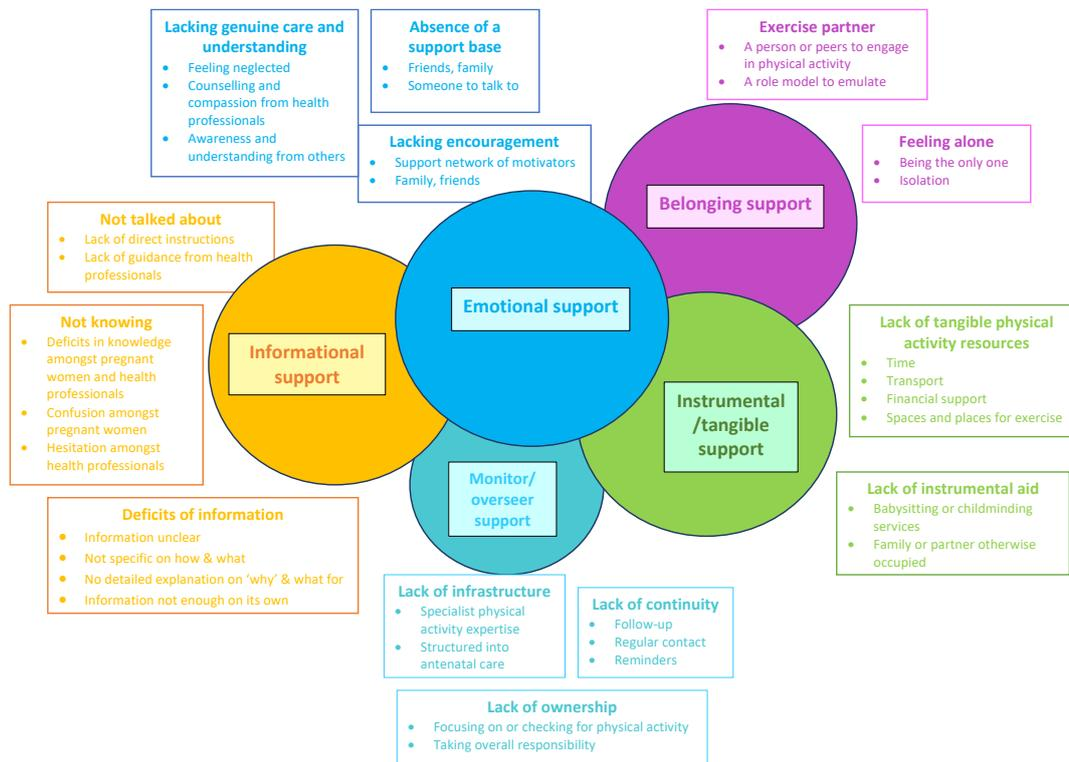 Lacking genuine care and
understanding
• Feeling neglected
• Counselling and
compassion from health
professionals
• Awareness and
understanding from others
Absence of a
support base
• Friends, family
• Someone to talk to
Exercise partner
• A person or peers to engage
in physical activity
• A role model to emulate
Lacking encouragement
• Support network of motivators
• Family, friends
Feeling alone
• Being the only one
• Isolation
Belonging support
Not talked about
• Lack of direct instructions
• Lack of guidance from health
professionals
Emotional support
Not knowing
• Deficits in knowledge
amongst pregnant
women and health
professionals
• Confusion amongst
pregnant women
• Hesitation amongst
health professionals
Informational
support
Lack of tangible physical
activity resources
• Time
• Transport
• Financial support
• Spaces and places for exercise
Instrumental
/tangible
support
Monitor/
overseer
support
Lack of instrumental aid
• Babysitting or childminding
services
• Family or partner otherwise
occupied
Deficits of information
• Information unclear
• Not specific on how & what
• No detailed explanation on ‘why’ & what for
• Information not enough on its own
Lack of infrastructure
• Specialist physical
activity expertise
• Structured into
antenatal care
Lack of continuity
• Follow-up
• Regular contact
• Reminders
Lack of ownership
• Focusing on or checking for physical activity
• Taking overall responsibility